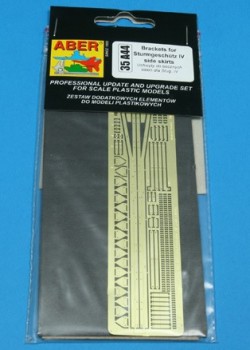 ABER
35 A44
Brackets for
Sturmgeschütz IV
side skirts
PROFESSIONAL UPDATE AND UPGRADE SET
FOR SCALE PLASTIC MODELS
ZESTAW DODATKOWYCH ELEMENTÓW
DO MODELI PLASTIKOWYCH